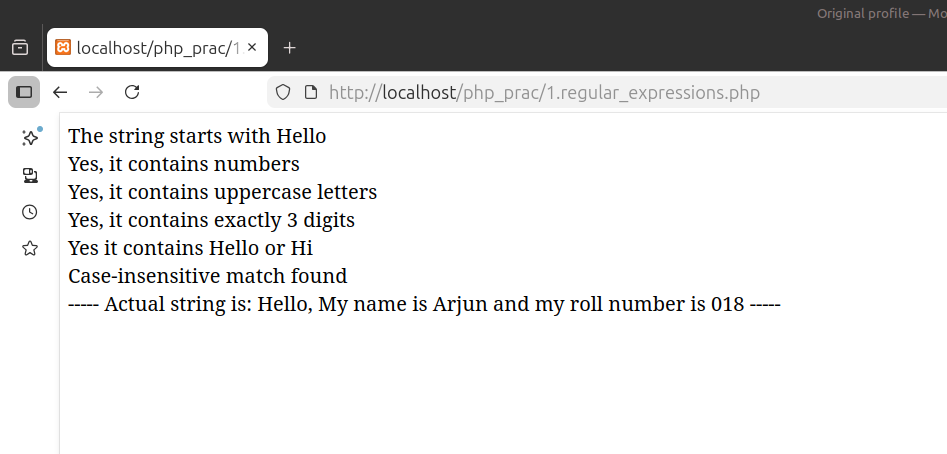 Original profile — Mo
localhost/php_prac/1
http://localhost/php_prac/1.regular_expressions.php
The string starts with Hello
Yes, it contains numbers
Yes, it contains uppercase letters
Yes, it contains exactly 3 digits
Yes it contains Hello or Hi
Case-insensitive match found
----- Actual string is: Hello, My name is Arjun and my roll number is 018 -----